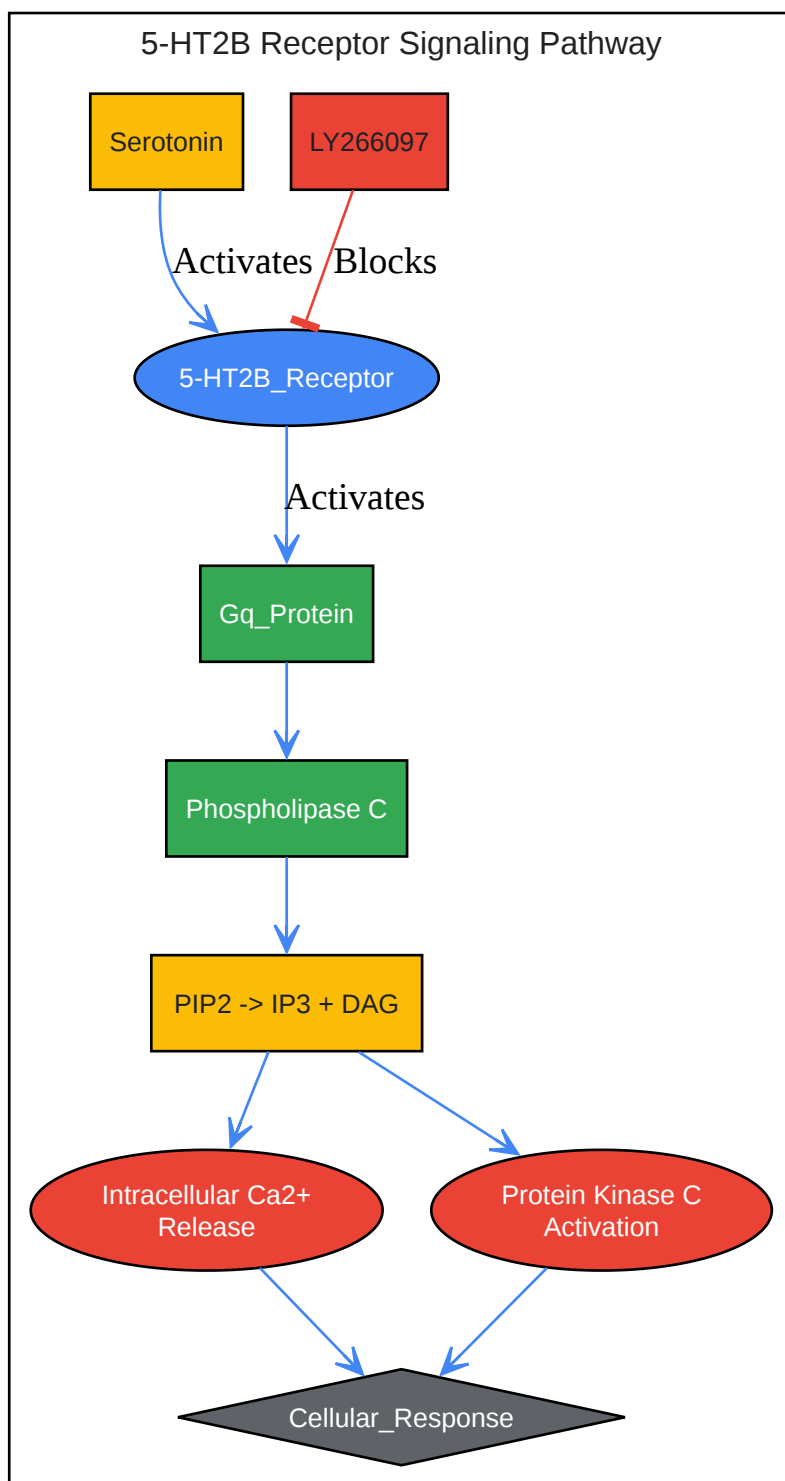 5-HT2B Receptor Signaling Pathway
Serotonin
LY266097
Activates
Blocks
5-HT2B_Receptor
Activates
Gq_Protein
Phospholipase C
PIP2 -> IP3 + DAG
Intracellular Ca2+
Release
Protein Kinase C
Activation
Cellular_Response